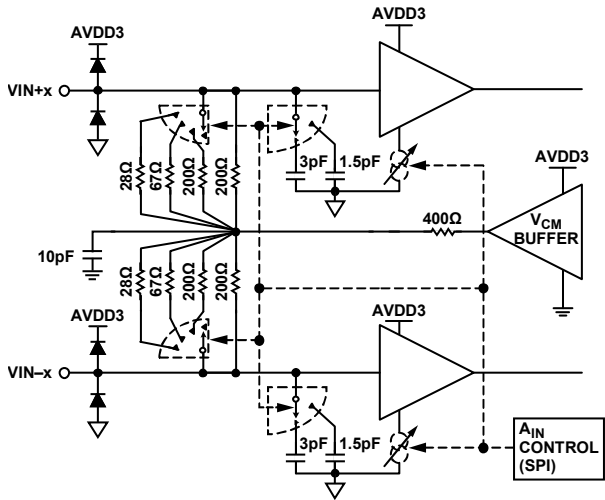 AVDD3
AVDD3
VIN+x
28Ω
67Ω
200Ω
200Ω
3pF
1.5pF
AVDD3
400Ω
VCM
BUFFER
10pF
28Ω
67Ω
200Ω
200Ω
AVDD3
AVDD3
VIN–x
3pF
1.5pF
AIN
CONTROL
(SPI)